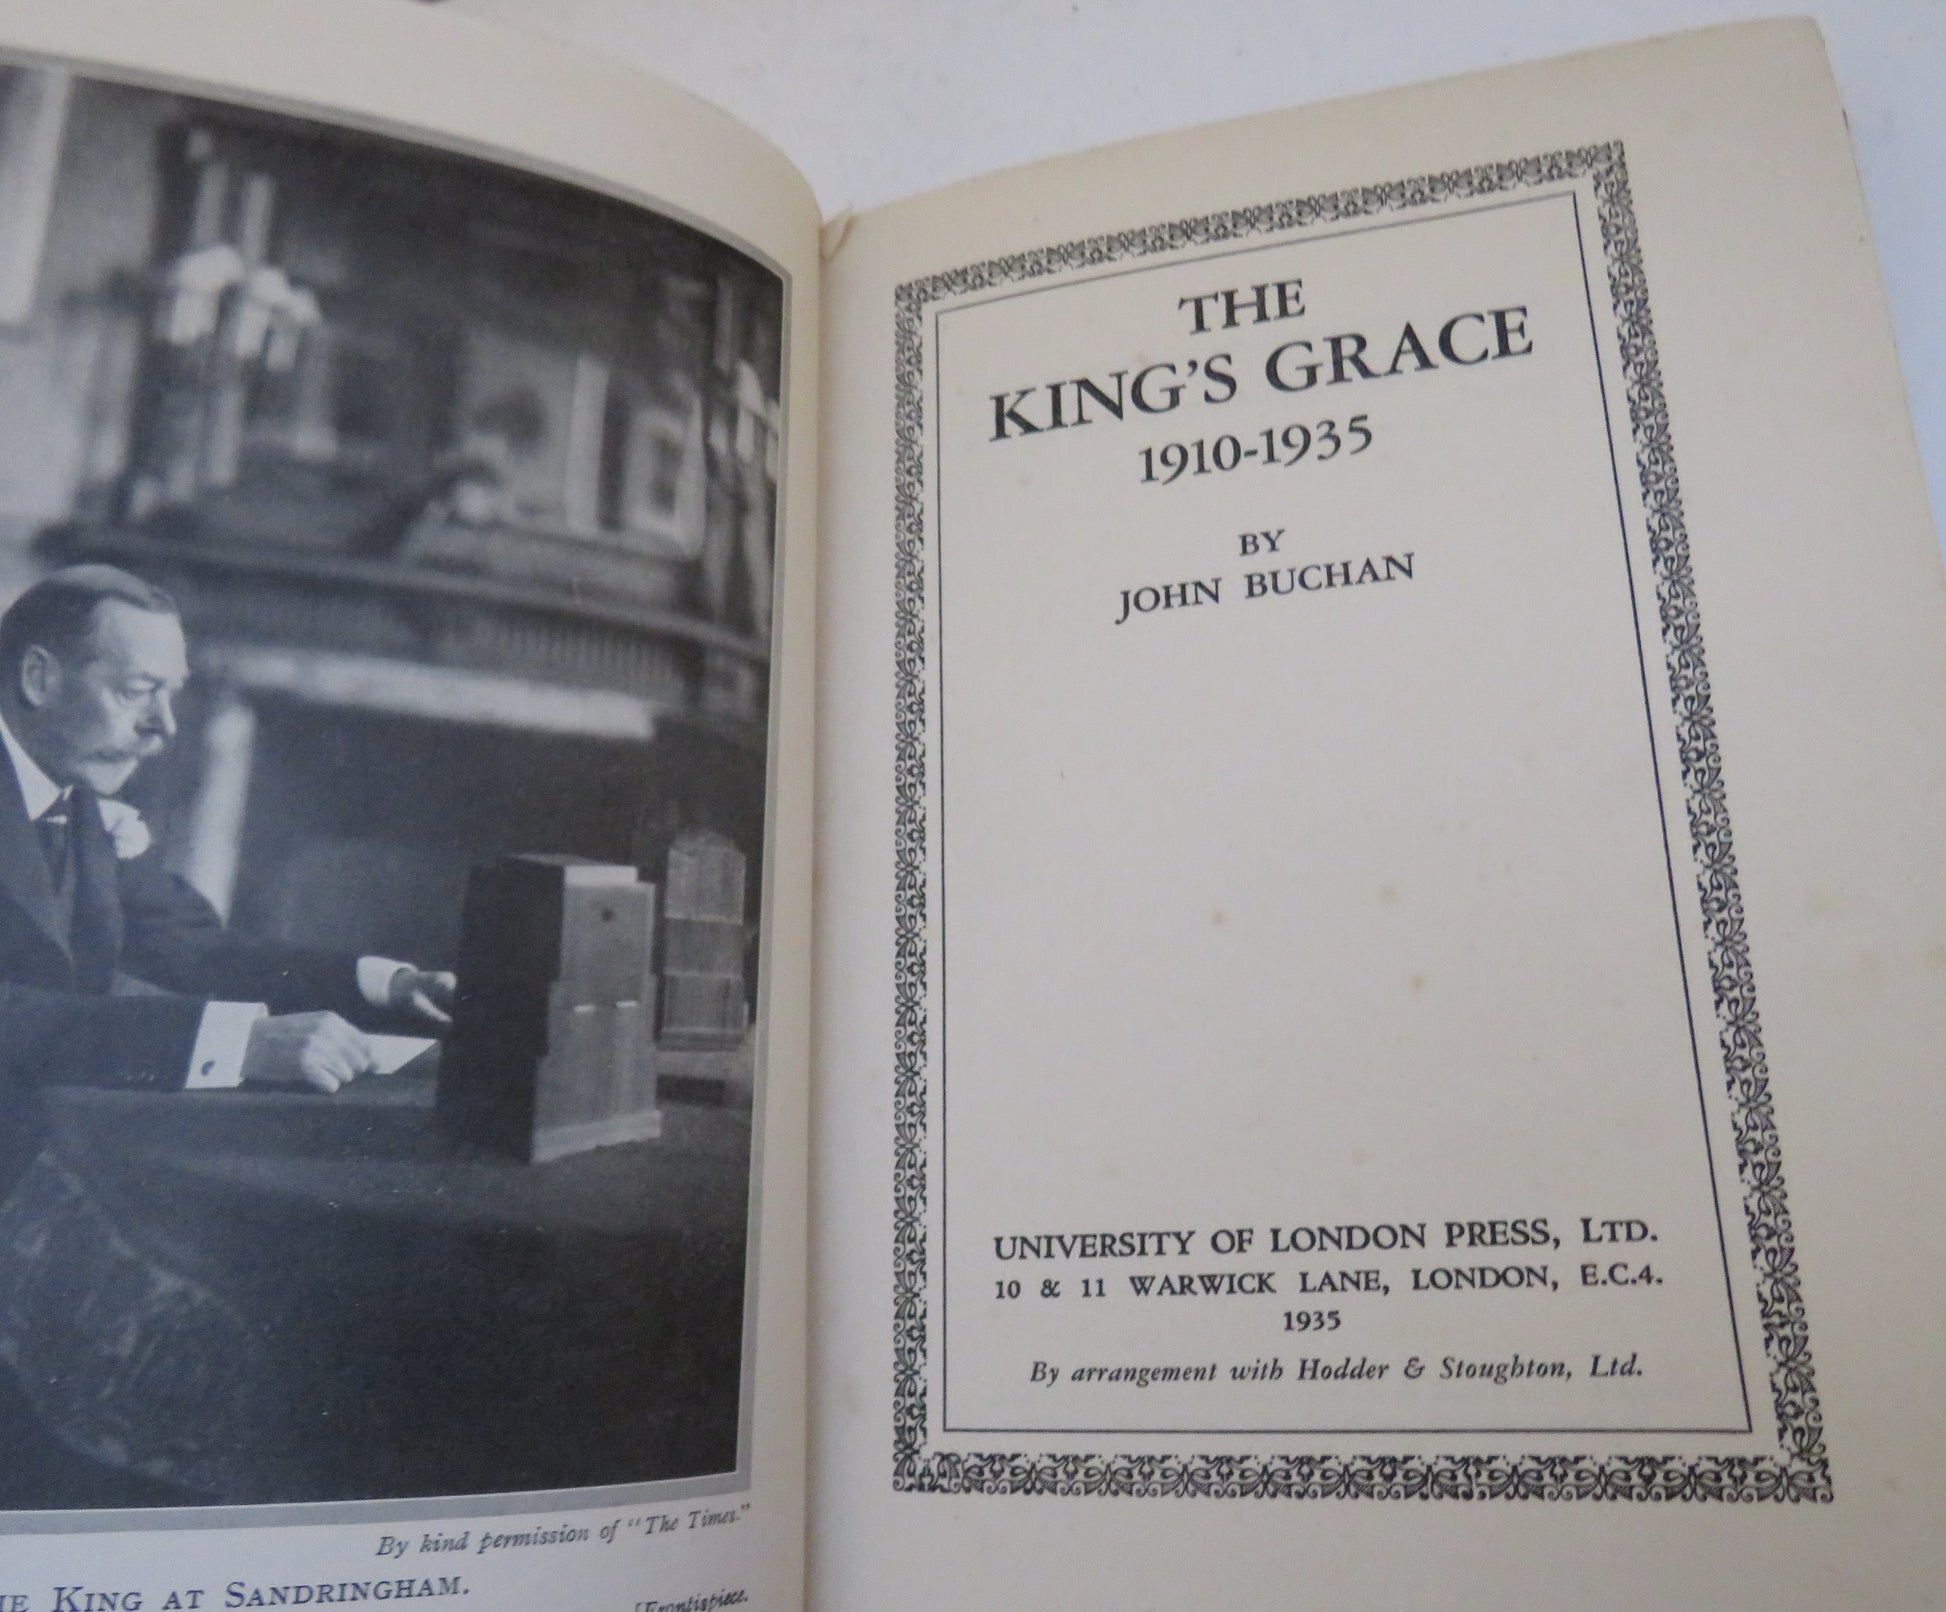 By kind permission of "The Times."
KING AT SANDRINGHAM.
[Frontispiece.
THE
KING'S GRACE
1910-1935
BY
JOHN BUCHAN
UNIVERSITY OF LONDON PRESS, LTD.
10 & 11 WARWICK LANE, LONDON, E.C.4.
1935
By arrangement with Hodder & Stoughton, Ltd.